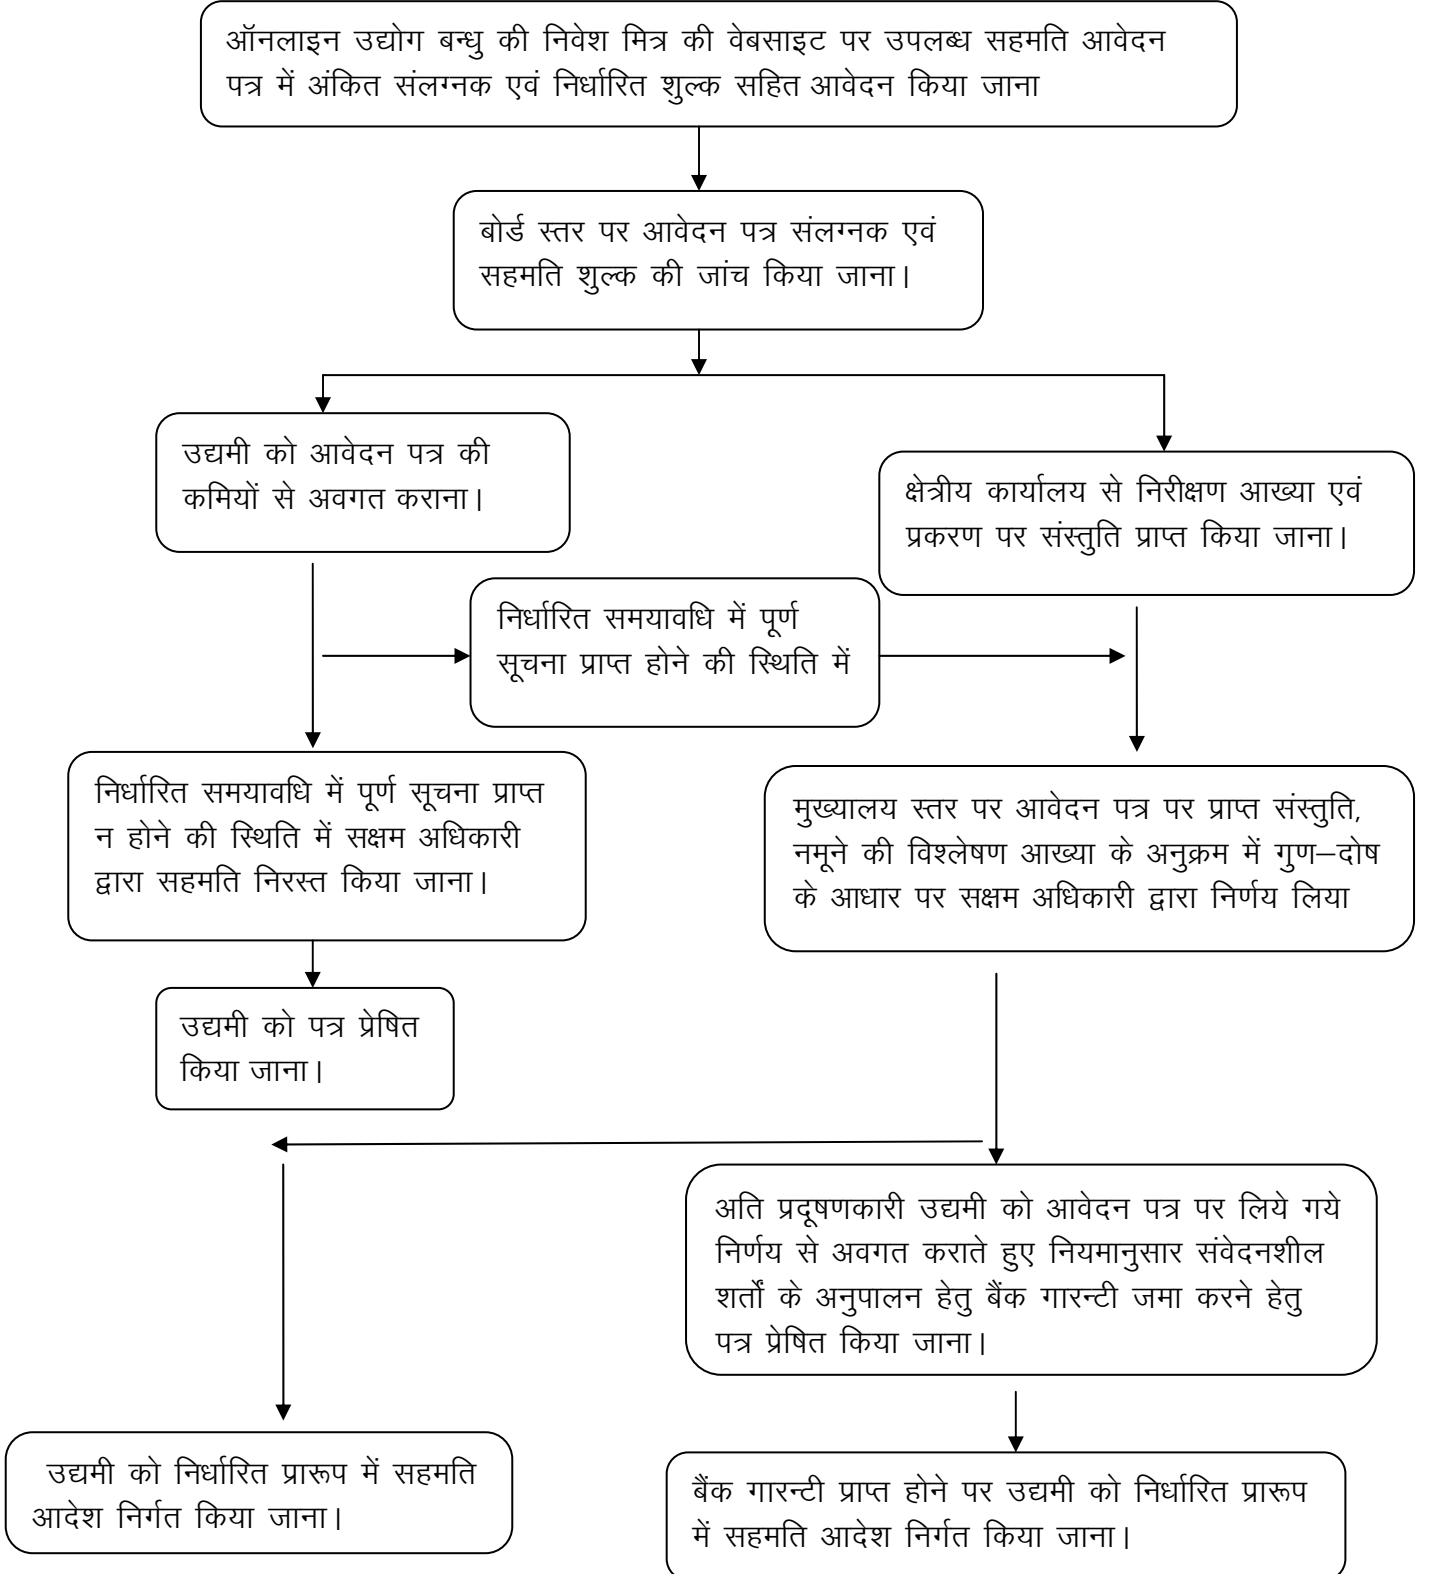 ऑनलाइन उद्योग बन्धु की निवेश मित्र की वेबसाइट पर उपलब्ध सहमति आवेदन
पत्र में अंकित संलग्नक एवं निर्धारित शुल्क सहित आवेदन किया जाना
बोर्ड स्तर पर आवेदन पत्र संलग्नक एवं
सहमति शुल्क की जांच किया जाना।
उद्यमी को आवेदन पत्र की
कमियों से अवगत कराना।
क्षेत्रीय कार्यालय से निरीक्षण आख्या एवं
प्रकरण पर संस्तुति प्राप्त किया जाना।
निर्धारित समयावधि में पूर्ण
सूचना प्राप्त होने की स्थिति में
निर्धारित समयावधि में पूर्ण सूचना प्राप्त
न होने की स्थिति में सक्षम अधिकारी
द्वारा सहमति निरस्त किया जाना।
मुख्यालय स्तर पर आवेदन पत्र पर प्राप्त संस्तुति,
नमूने की विश्लेषण आख्या के अनुक्रम में गुण–दोष
के आधार पर सक्षम अधिकारी द्वारा निर्णय लिया
उद्यमी को पत्र प्रेषित
किया जाना।
अति प्रदूषणकारी उद्यमी को आवेदन पत्र पर लिये गये
निर्णय से अवगत कराते हुए नियमानुसार संवेदनशील
शर्तों के अनुपालन हेतु बैंक गारन्टी जमा करने हेतु
पत्र प्रेषित किया जाना।
उद्यमी को निर्धारित प्रारूप में सहमति
आदेश निर्गत किया जाना।
बैंक गारन्टी प्राप्त होने पर उद्यमी को निर्धारित प्रारूप
में सहमति आदेश निर्गत किया जाना।